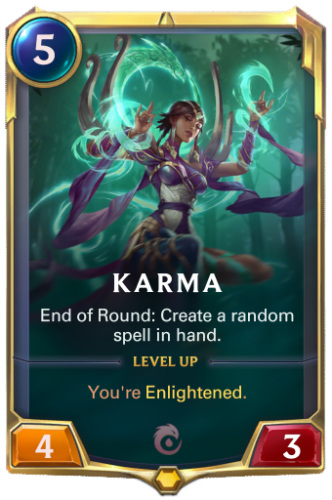 5
KARMA
End of Round: Create a random
spell in hand.
LEVEL UP
You're Enlightened.
4
3